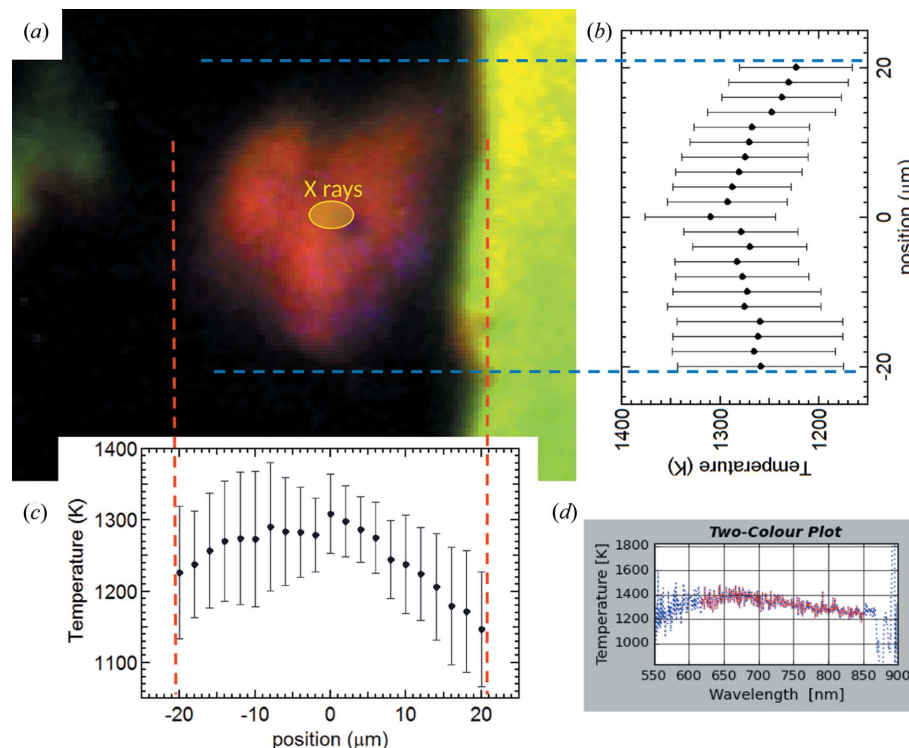 (a)
X rays
(b)
20
0
-20
position (µm)
1400
1300
1200
Temperature (K)
(c)
1400
1300
1200
1100
Temperature (K)
-20
-10
0
10
20
position (µm)
(d)
Two-Colour Plot
1800
1600
1400
1200
1000
Temperature [K]
550
600
650
700
750
800
850
900
Wavelength [nm]